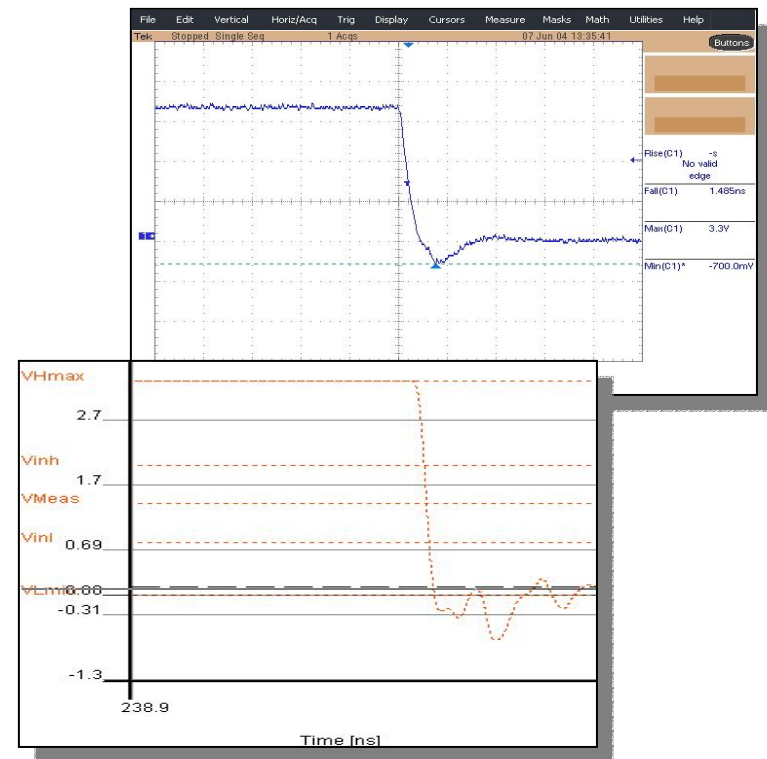 File Edit Vertical Horiz/Acq Trig Display Cursors Measure Masks Math Utilities Help
Tek Stopped Single Seq 1 Acqs 07 Jun 04 13:35:41 Buttons
Rise(C1) -s
No valid
edge
Fall(C1) 1.485ns
Max(C1) 3.3V
Min(C1)* -700.0mV
VHmax
2.7
Vinh
1.7
VMeas
Vinl
0.69
-0.31
-1.3
238.9
Time [ns]